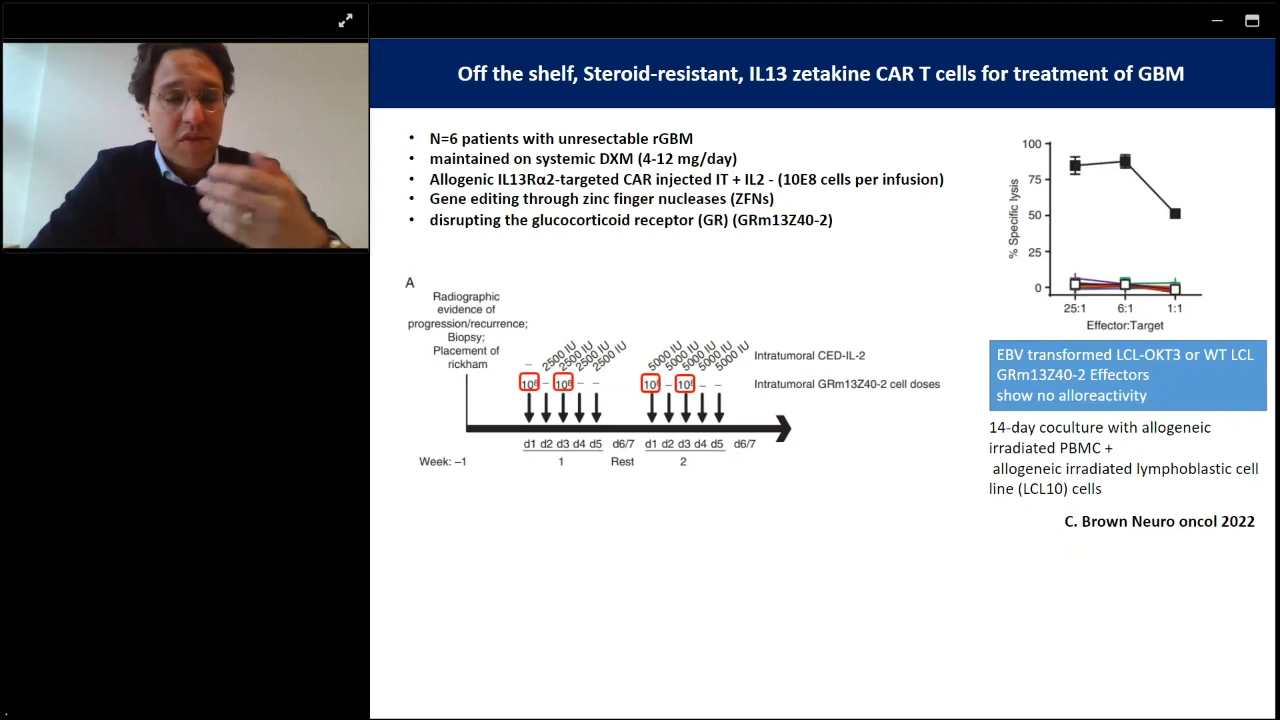 Off the shelf, Steroid-resistant, IL13 zetakine CAR T cells for treatment of GBM
• N=6 patients with unresectable rGBM
• maintained on systemic DXM (4-12 mg/day)
• Allogenic IL13Rα2-targeted CAR injected IT + IL2 - (10E8 cells per infusion)
• Gene editing through zinc finger nucleases (ZFNs)
• disrupting the glucocorticoid receptor (GR) (GRm13Z40-2)
A
Radiographic
evidence of
progression/recurrence;
Biopsy;
Placement of
rickham
– 2500 IU 2500 IU 2500 IU 2500 IU 5000 IU 5000 IU 5000 IU 5000 IU 5000 IU Intratumoral CED-IL-2
10⁸ – 10⁸ – – 10⁸ – 10⁸ – – Intratumoral GRm13Z40-2 cell doses
d1 d2 d3 d4 d5 d6/7 d1 d2 d3 d4 d5 d6/7
Week: –1 1 Rest 2
100
75
50
25
0
% Specific lysis
25:1 6:1 1:1
Effector:Target
EBV transformed LCL-OKT3 or WT LCL
GRm13Z40-2 Effectors
show no alloreactivity
14-day coculture with allogeneic
irradiated PBMC +
allogeneic irradiated lymphoblastic cell
line (LCL10) cells
C. Brown Neuro oncol 2022